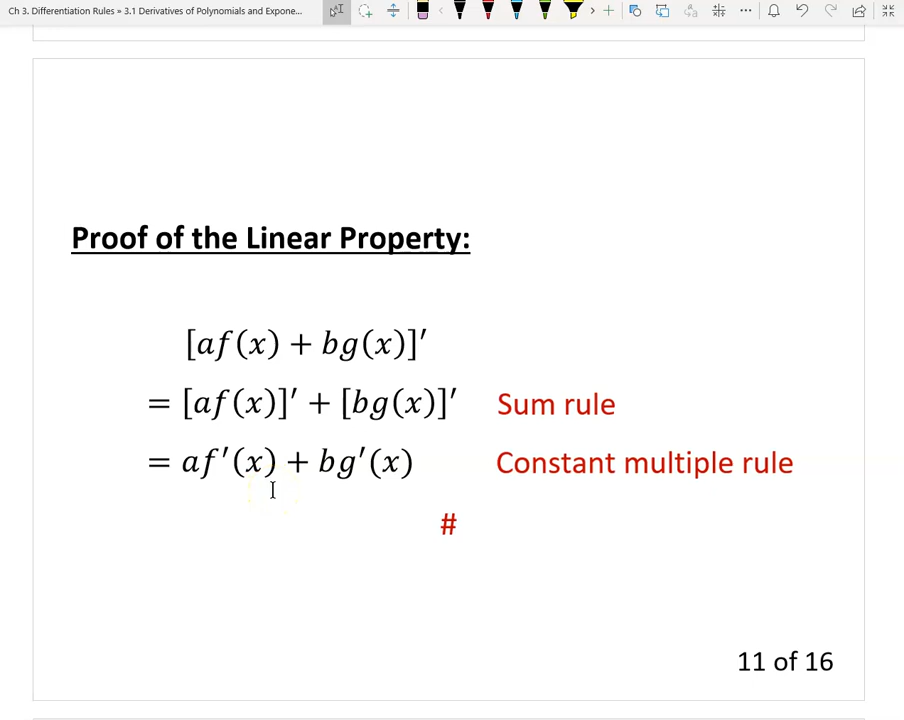 Ch 3. Differentiation Rules » 3.1 Derivatives of Polynomials and Expone...
Proof of the Linear Property:
[af(x) + bg(x)]′
= [af(x)]′ + [bg(x)]′ Sum rule
= af′(x) + bg′(x) Constant multiple rule
#
11 of 16